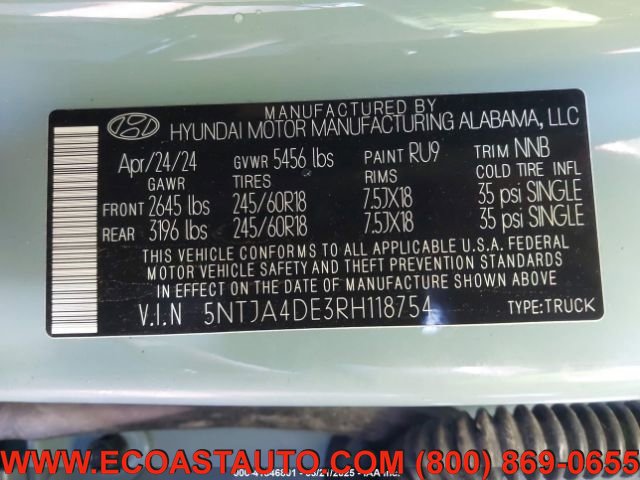 MANUFACTURED BY
HYUNDAI MOTOR MANUFACTURING ALABAMA, LLC
Apr/24/24 GVWR 5456 lbs PAINT RU9 TRIM NNB
GAWR TIRES RIMS COLD TIRE INFL
FRONT 2645 lbs 245/60R18 7.5JX18 35 psi SINGLE
REAR 3196 lbs 245/60R18 7.5JX18 35 psi SINGLE
THIS VEHICLE CONFORMS TO ALL APPLICABLE U.S.A. FEDERAL
MOTOR VEHICLE SAFETY AND THEFT PREVENTION STANDARDS
IN EFFECT ON THE DATE OF MANUFACTURE SHOWN ABOVE.
V.I.N 5NTJA4DE3RH118754 TYPE:TRUCK
WWW.ECOASTAUTO.COM (800) 869-0655
IAA Inc.